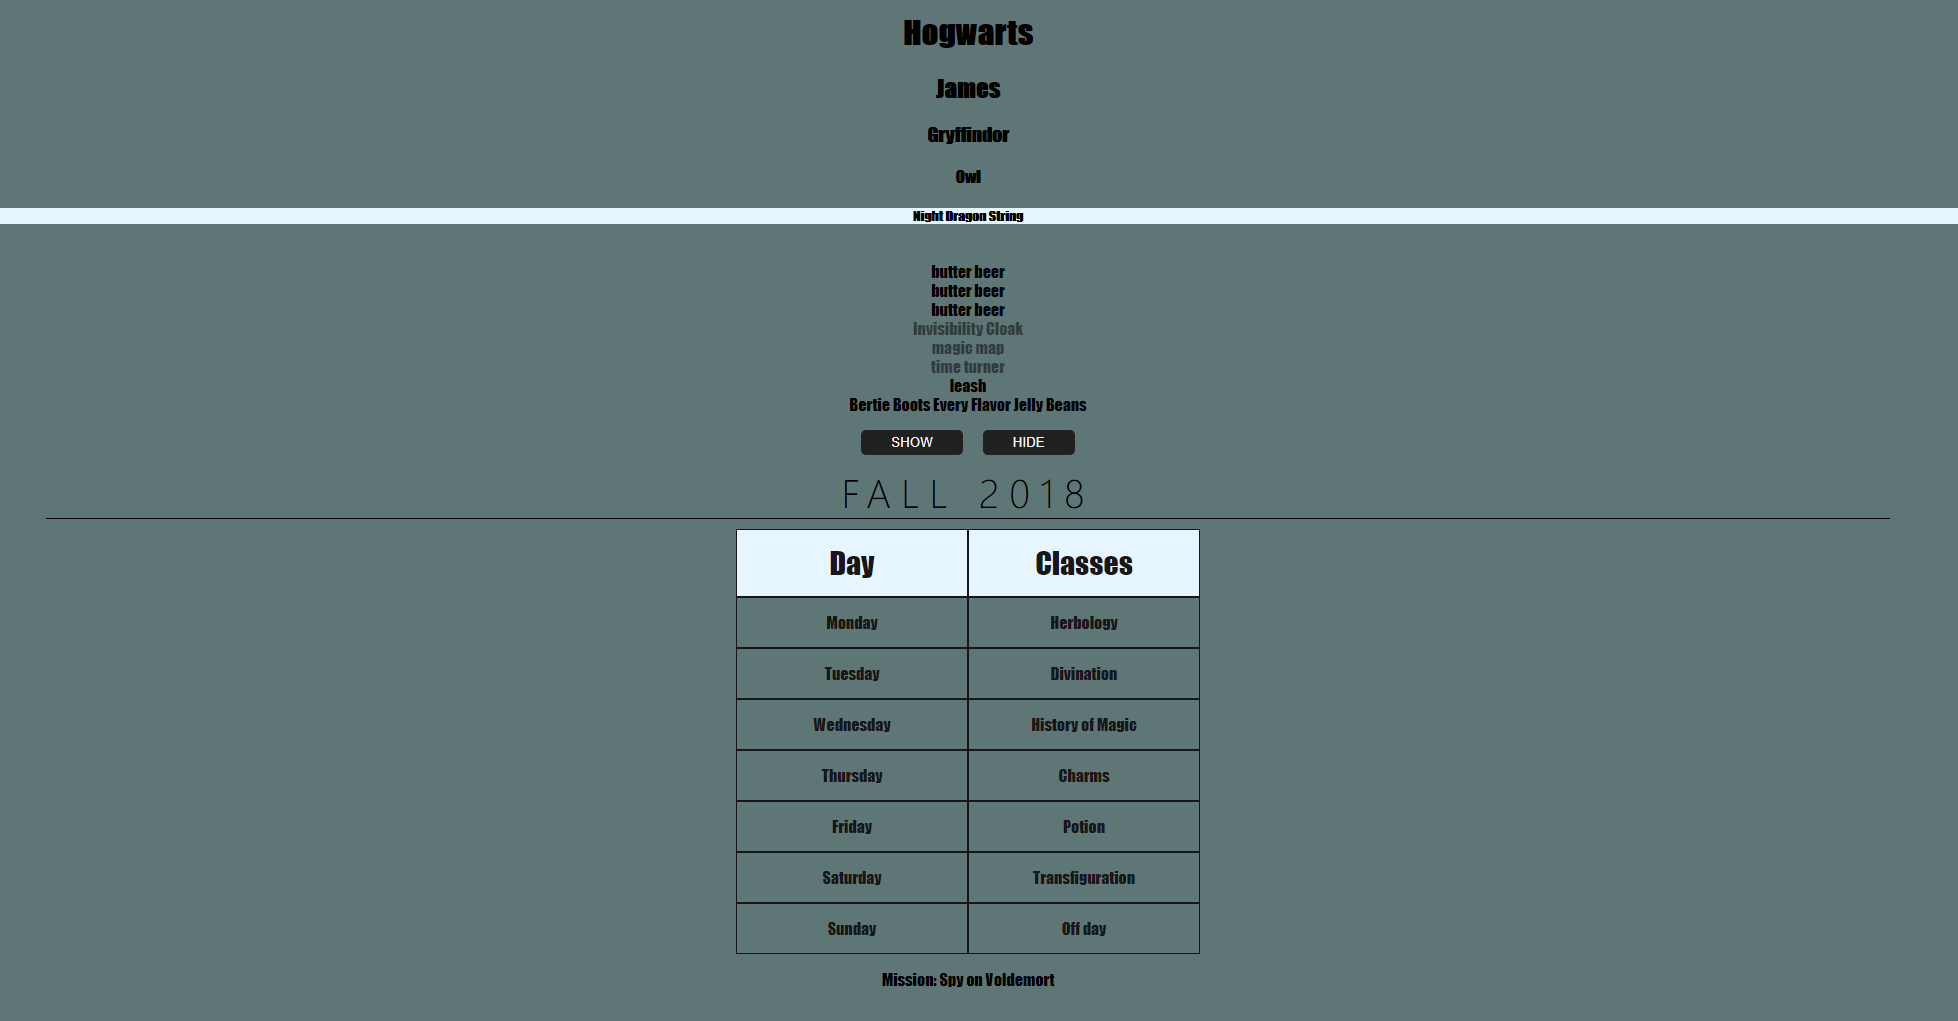 Hogwarts
James
Gryffindor
Owl
Night Dragon String
butter beer
butter beer
butter beer
Invisibility Cloak
magic map
time turner
leash
Bertie Boots Every Flavor Jelly Beans
SHOW HIDE
FALL 2018
Day Classes
Monday Herbology
Tuesday Divination
Wednesday History of Magic
Thursday Charms
Friday Potion
Saturday Transfiguration
Sunday Off day
Mission: Spy on Voldemort